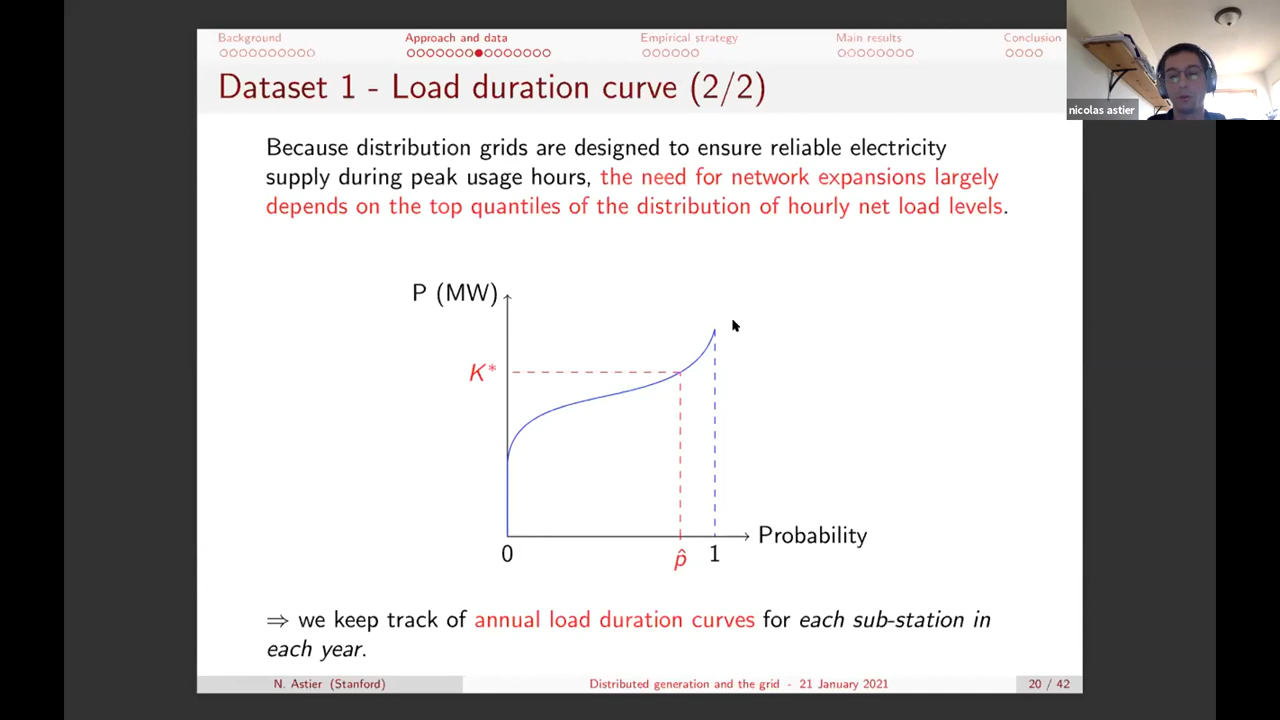 Background
Approach and data
Empirical strategy
Main results
Conclusion
nicolas astier
Dataset 1 - Load duration curve (2/2)
Because distribution grids are designed to ensure reliable electricity
supply during peak usage hours, the need for network expansions largely
depends on the top quantiles of the distribution of hourly net load levels.
P (MW)
K*
Probability
0
p̂
1
⇒ we keep track of annual load duration curves for each sub-station in
each year.
N. Astier (Stanford)
Distributed generation and the grid - 21 January 2021
20 / 42